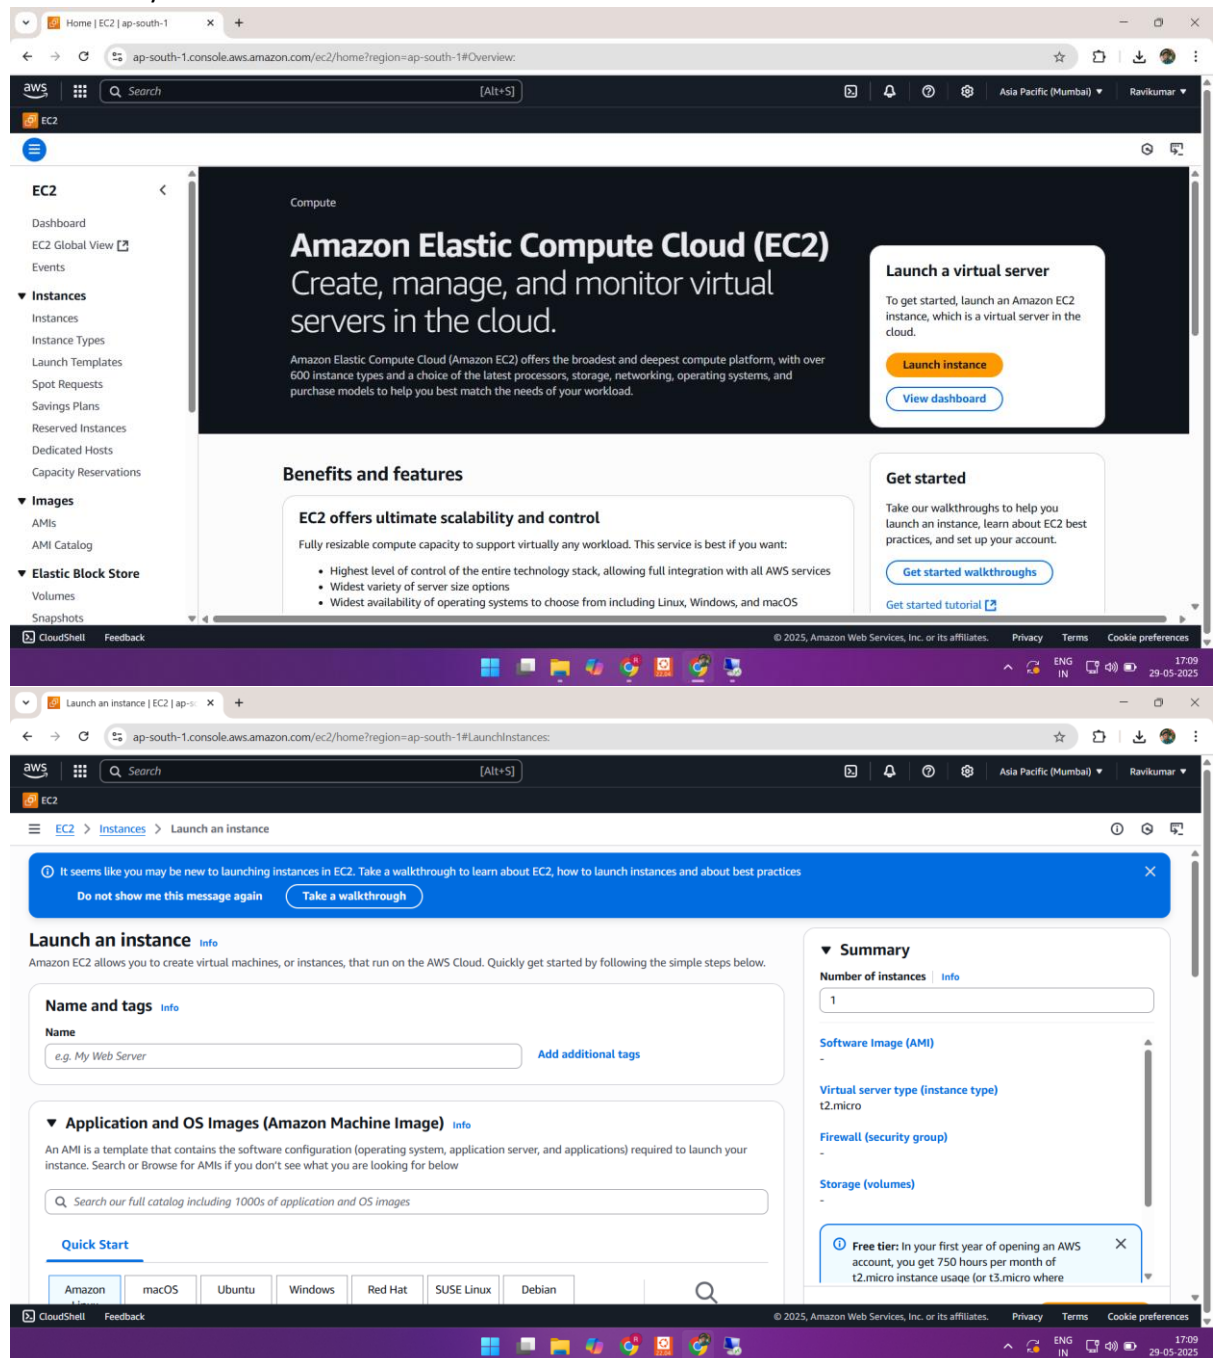 Home | EC2 | ap-south-1
ap-south-1.console.aws.amazon.com/ec2/home?region=ap-south-1#Overview:
aws
Search
[Alt+S]
Asia Pacific (Mumbai)
Ravikumar
EC2
EC2
Dashboard
EC2 Global View
Events
Instances
Instances
Instance Types
Launch Templates
Spot Requests
Savings Plans
Reserved Instances
Dedicated Hosts
Capacity Reservations
Images
AMIs
AMI Catalog
Elastic Block Store
Volumes
Snapshots
Compute
Amazon Elastic Compute Cloud (EC2)
Create, manage, and monitor virtual
servers in the cloud.
Amazon Elastic Compute Cloud (Amazon EC2) offers the broadest and deepest compute platform, with over
600 instance types and a choice of the latest processors, storage, networking, operating systems, and
purchase models to help you best match the needs of your workload.
Launch a virtual server
To get started, launch an Amazon EC2
instance, which is a virtual server in the
cloud.
Launch instance
View dashboard
Benefits and features
EC2 offers ultimate scalability and control
Fully resizable compute capacity to support virtually any workload. This service is best if you want:
• Highest level of control of the entire technology stack, allowing full integration with all AWS services
• Widest variety of server size options
• Widest availability of operating systems to choose from including Linux, Windows, and macOS
Get started
Take our walkthroughs to help you
launch an instance, learn about EC2 best
practices, and set up your account.
Get started walkthroughs
Get started tutorial
CloudShell Feedback
© 2025, Amazon Web Services, Inc. or its affiliates. Privacy Terms Cookie preferences
ENG
IN
17:09
29-05-2025
Launch an instance | EC2 | ap-s
ap-south-1.console.aws.amazon.com/ec2/home?region=ap-south-1#LaunchInstances:
aws
Search
[Alt+S]
Asia Pacific (Mumbai)
Ravikumar
EC2
EC2 > Instances > Launch an instance
It seems like you may be new to launching instances in EC2. Take a walkthrough to learn about EC2, how to launch instances and about best practices
Do not show me this message again
Take a walkthrough
Launch an instance Info
Amazon EC2 allows you to create virtual machines, or instances, that run on the AWS Cloud. Quickly get started by following the simple steps below.
Name and tags Info
Name
e.g. My Web Server
Add additional tags
Application and OS Images (Amazon Machine Image) Info
An AMI is a template that contains the software configuration (operating system, application server, and applications) required to launch your
instance. Search or Browse for AMIs if you don't see what you are looking for below
Search our full catalog including 1000s of application and OS images
Quick Start
Amazon
macOS
Ubuntu
Windows
Red Hat
SUSE Linux
Debian
Summary
Number of instances Info
1
Software Image (AMI)
-
Virtual server type (instance type)
t2.micro
Firewall (security group)
-
Storage (volumes)
-
Free tier: In your first year of opening an AWS
account, you get 750 hours per month of
t2.micro instance usage (or t3.micro where
CloudShell Feedback
© 2025, Amazon Web Services, Inc. or its affiliates. Privacy Terms Cookie preferences
ENG
IN
17:09
29-05-2025